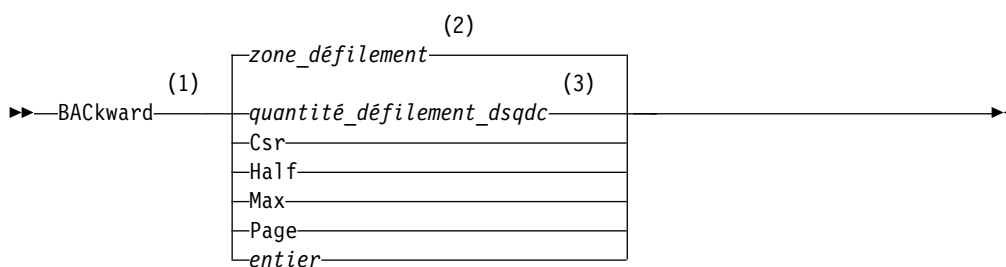 (2)
zone_défilement
(1) (3)
BACkward quantité_défilement_dsqdc
Csr
Half
Max
Page
entier